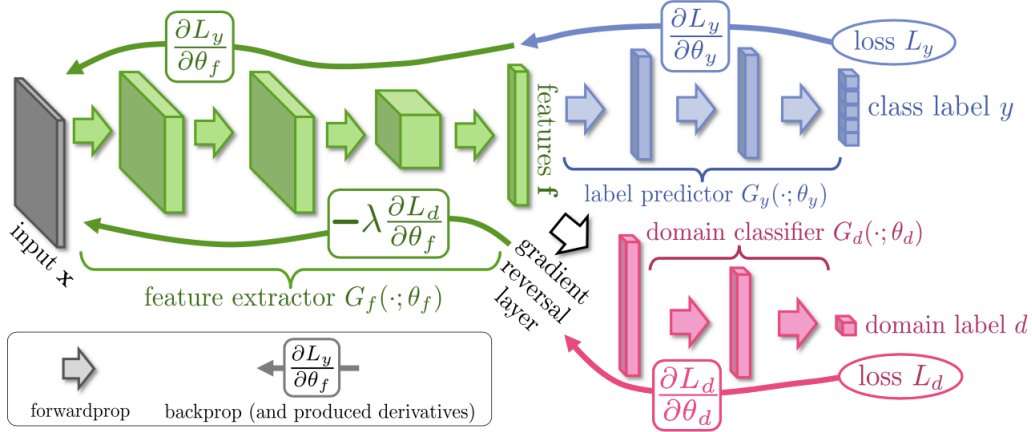 ∂L_y
∂θ_f
∂L_y
∂θ_y
loss L_y
features f
class label y
label predictor G_y(·; θ_y)
−λ ∂L_d
∂θ_f
input x
feature extractor G_f(·; θ_f)
gradient
reversal
layer
domain classifier G_d(·; θ_d)
domain label d
∂L_d
∂θ_d
loss L_d
∂L_y
∂θ_f
forwardprop
backprop (and produced derivatives)